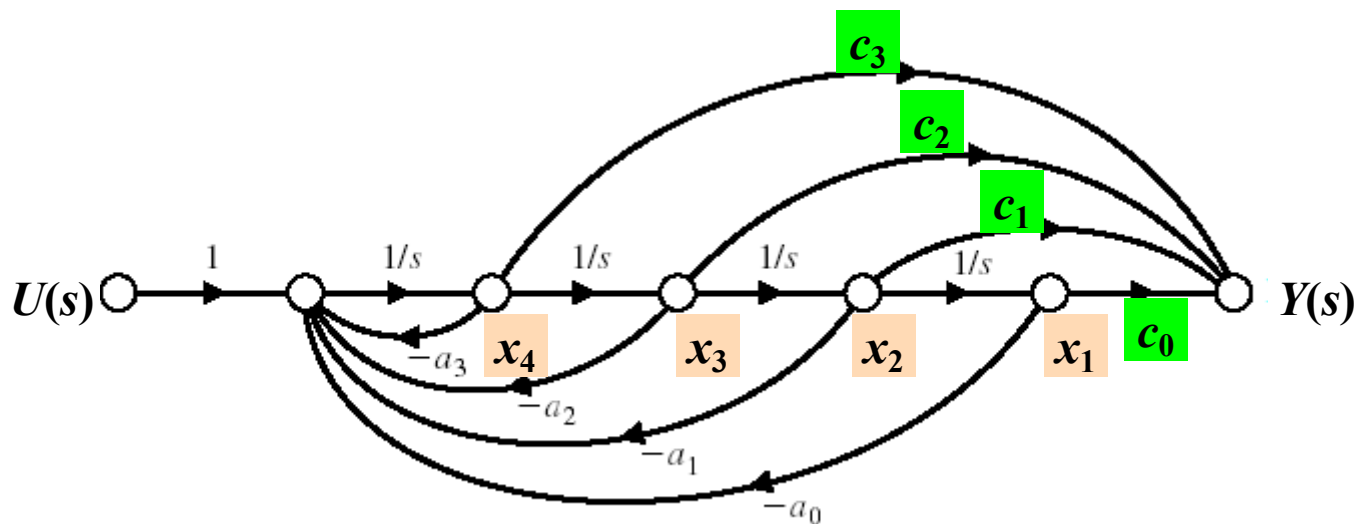 c₃
c₂
c₁
1 1/s 1/s 1/s 1/s
U(s) Y(s)
x₄ x₃ x₂ x₁ c₀
−a₃
−a₂
−a₁
−a₀